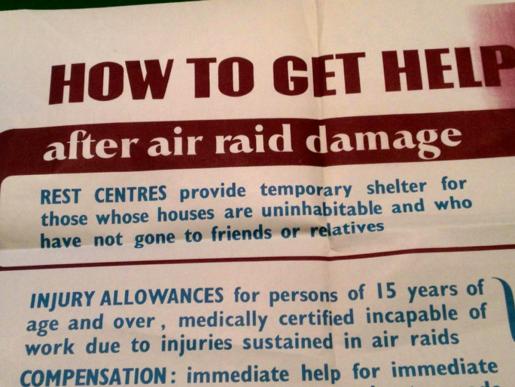 HOW TO GET HELP
after air raid damage
REST CENTRES provide temporary shelter for
those whose houses are uninhabitable and who
have not gone to friends or relatives
INJURY ALLOWANCES for persons of 15 years of
age and over, medically certified incapable of
work due to injuries sustained in air raids
COMPENSATION: immediate help for immediate